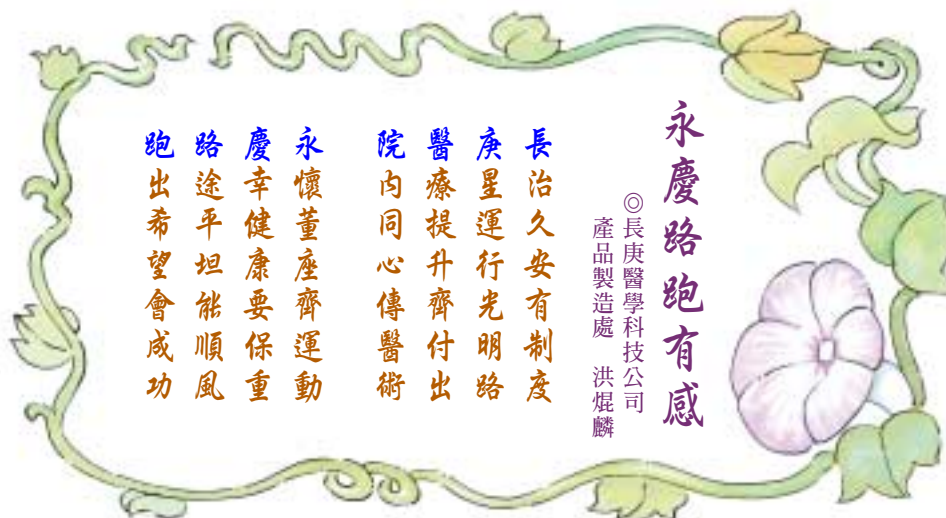 永慶路跑有感
◎長庚醫學科技公司
產品製造處　洪焜麟
長治久安有制度
庚星運行光明路
醫療提升齊付出
院內同心傳醫術
永懷董座齊運動
慶幸健康要保重
路途平坦能順風
跑出希望會成功